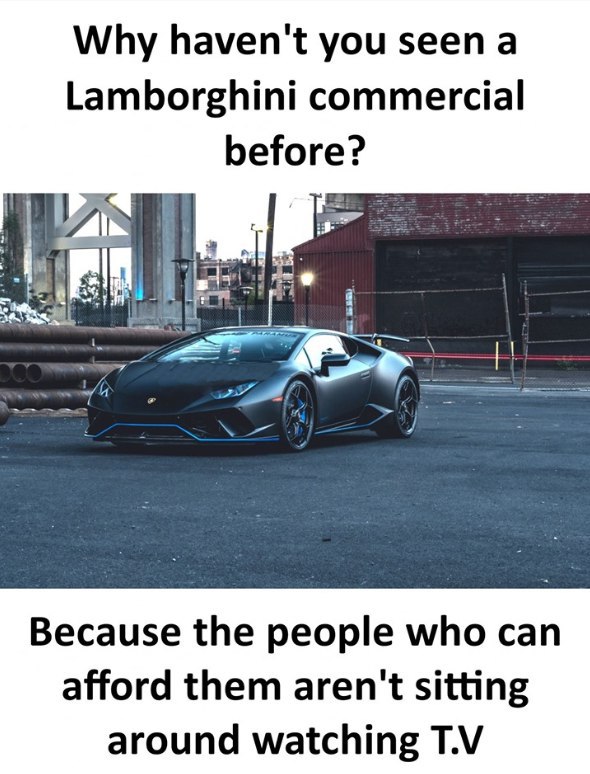 Why haven't you seen a
Lamborghini commercial
before?
Because the people who can
afford them aren't sitting
around watching T.V